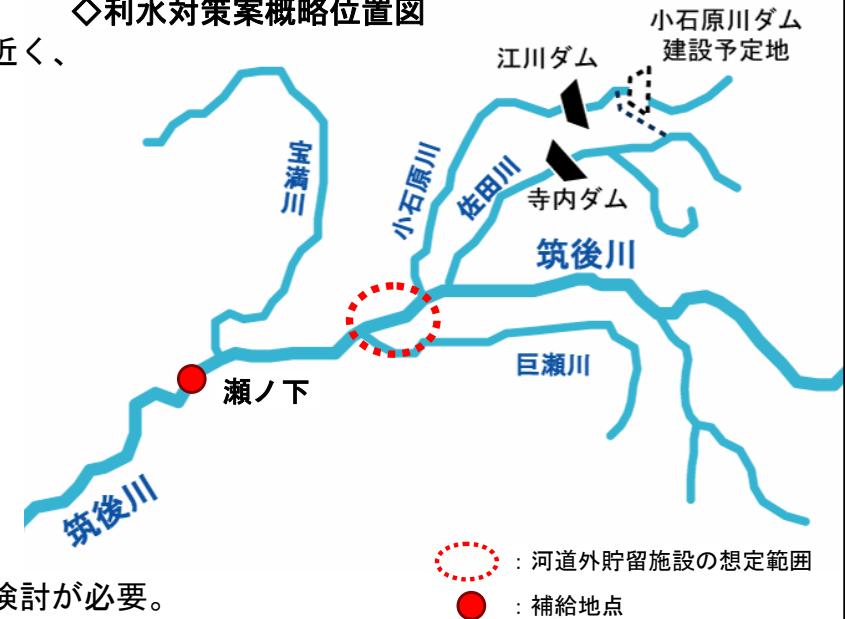 ◇利水対策案概略位置図
近く、
小石原川ダム
建設予定地
江川ダム
宝満川
小石原川
佐田川
寺内ダム
筑後川
巨瀬川
瀬ノ下
筑後川
：河道外貯留施設の想定範囲
検討が必要。
：補給地点